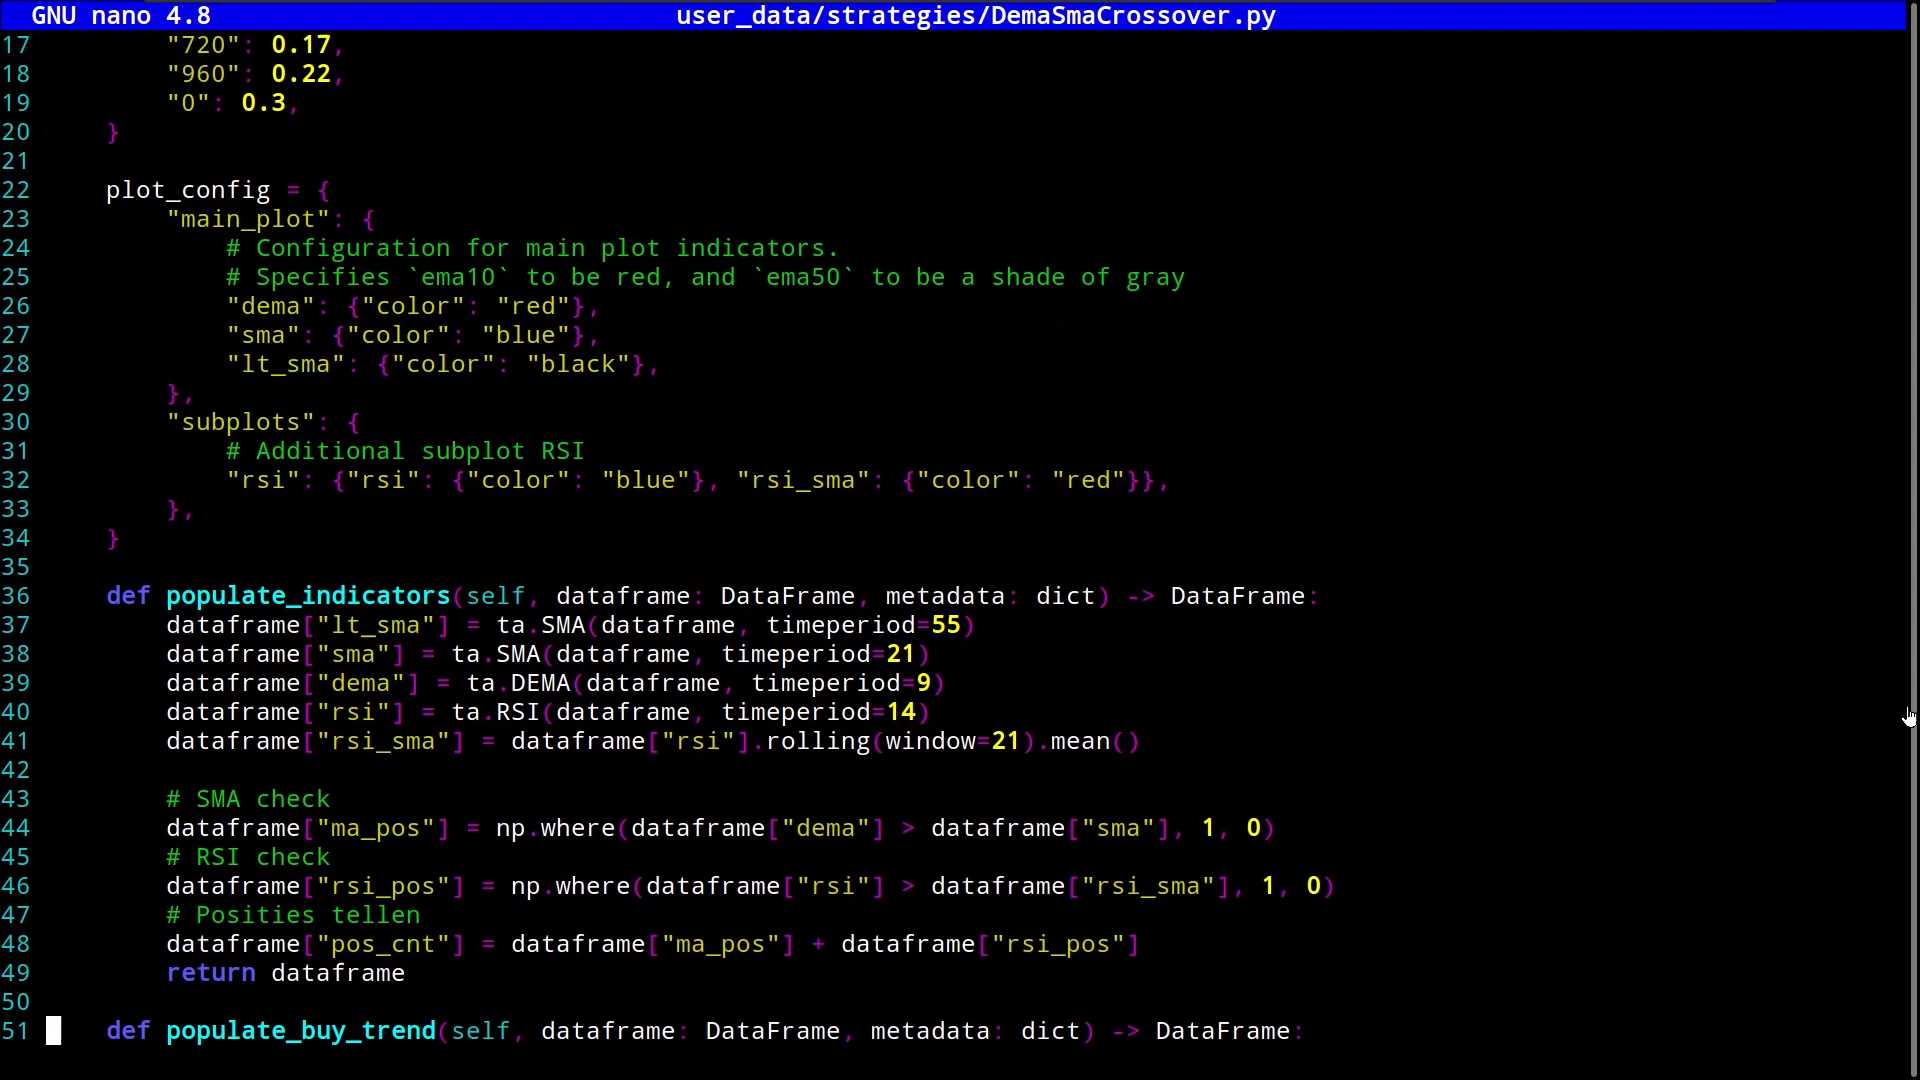 GNU nano 4.8 user_data/strategies/DemaSmaCrossover.py
17 "720": 0.17,
18 "960": 0.22,
19 "0": 0.3,
20 }
21
22 plot_config = {
23 "main_plot": {
24 # Configuration for main plot indicators.
25 # Specifies `ema10` to be red, and `ema50` to be a shade of gray
26 "dema": {"color": "red"},
27 "sma": {"color": "blue"},
28 "lt_sma": {"color": "black"},
29 },
30 "subplots": {
31 # Additional subplot RSI
32 "rsi": {"rsi": {"color": "blue"}, "rsi_sma": {"color": "red"}},
33 },
34 }
35
36 def populate_indicators(self, dataframe: DataFrame, metadata: dict) -> DataFrame:
37 dataframe["lt_sma"] = ta.SMA(dataframe, timeperiod=55)
38 dataframe["sma"] = ta.SMA(dataframe, timeperiod=21)
39 dataframe["dema"] = ta.DEMA(dataframe, timeperiod=9)
40 dataframe["rsi"] = ta.RSI(dataframe, timeperiod=14)
41 dataframe["rsi_sma"] = dataframe["rsi"].rolling(window=21).mean()
42
43 # SMA check
44 dataframe["ma_pos"] = np.where(dataframe["dema"] > dataframe["sma"], 1, 0)
45 # RSI check
46 dataframe["rsi_pos"] = np.where(dataframe["rsi"] > dataframe["rsi_sma"], 1, 0)
47 # Posities tellen
48 dataframe["pos_cnt"] = dataframe["ma_pos"] + dataframe["rsi_pos"]
49 return dataframe
50
51 def populate_buy_trend(self, dataframe: DataFrame, metadata: dict) -> DataFrame: